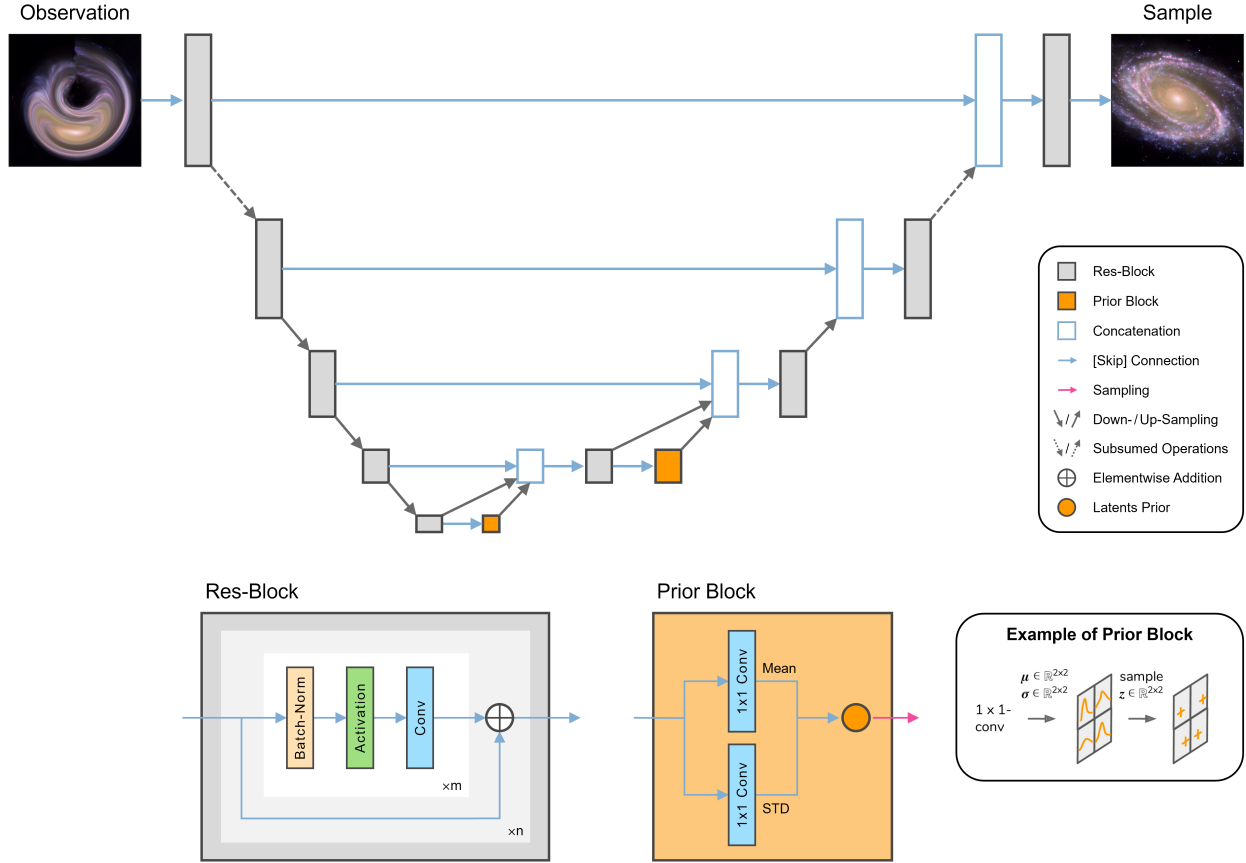 Observation
Sample
Res-Block
Prior Block
Concatenation
[Skip] Connection
Sampling
/ Down- / Up-Sampling
/ Subsumed Operations
Elementwise Addition
Latents Prior
Res-Block
Batch-Norm
Activation
Conv
×m
×n
Prior Block
1x1 Conv
Mean
1x1 Conv
STD
Example of Prior Block
1 x 1-
conv
μ ∈ ℝ²ˣ²
σ ∈ ℝ²ˣ²
sample
z ∈ ℝ²ˣ²